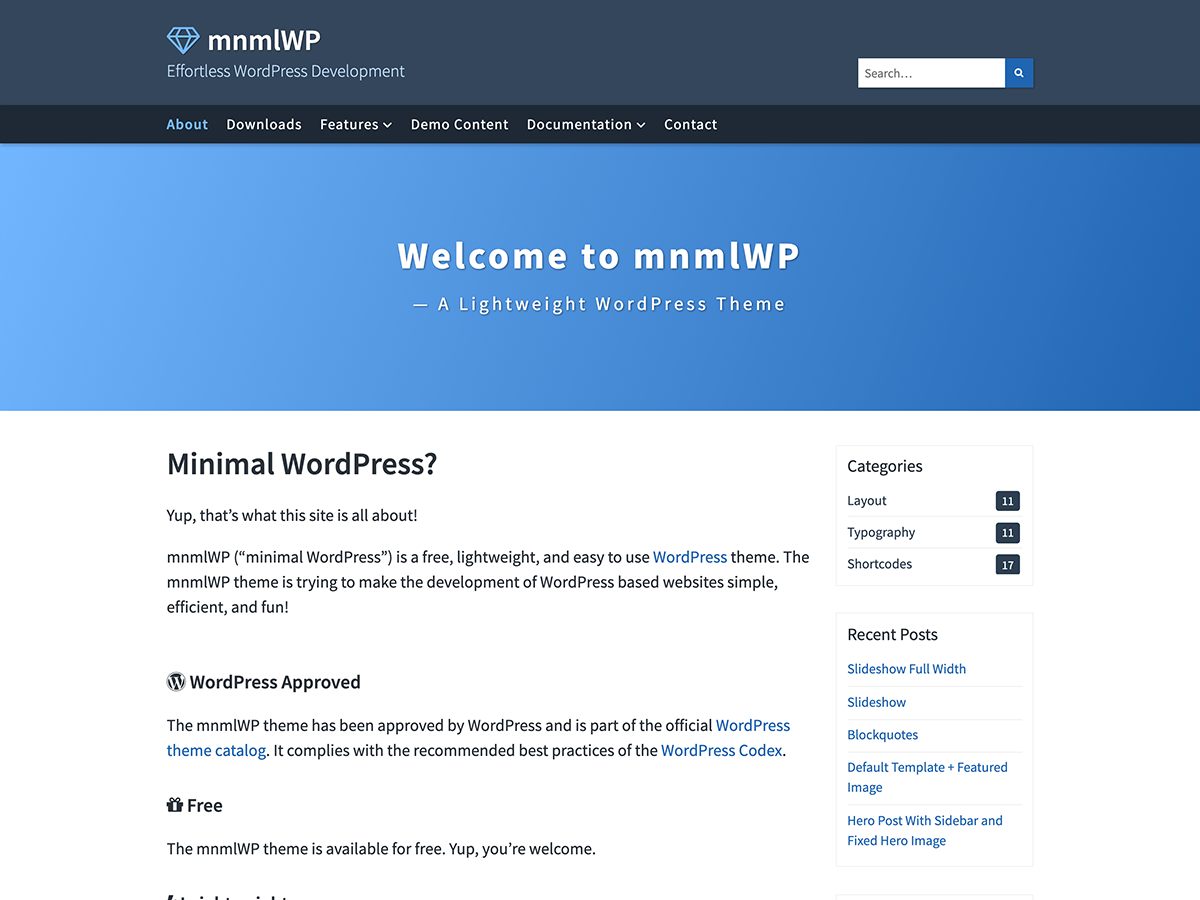 mnmlWP
Effortless WordPress Development
Search…
About Downloads Features Demo Content Documentation Contact
Welcome to mnmlWP
— A Lightweight WordPress Theme
Minimal WordPress?
Yup, that’s what this site is all about!
mnmlWP (“minimal WordPress”) is a free, lightweight, and easy to use WordPress theme. The
mnmlWP theme is trying to make the development of WordPress based websites simple,
efficient, and fun!
WordPress Approved
The mnmlWP theme has been approved by WordPress and is part of the official WordPress
theme catalog. It complies with the recommended best practices of the WordPress Codex.
Free
The mnmlWP theme is available for free. Yup, you’re welcome.
Categories
Layout 11
Typography 11
Shortcodes 17
Recent Posts
Slideshow Full Width
Slideshow
Blockquotes
Default Template + Featured
Image
Hero Post With Sidebar and
Fixed Hero Image